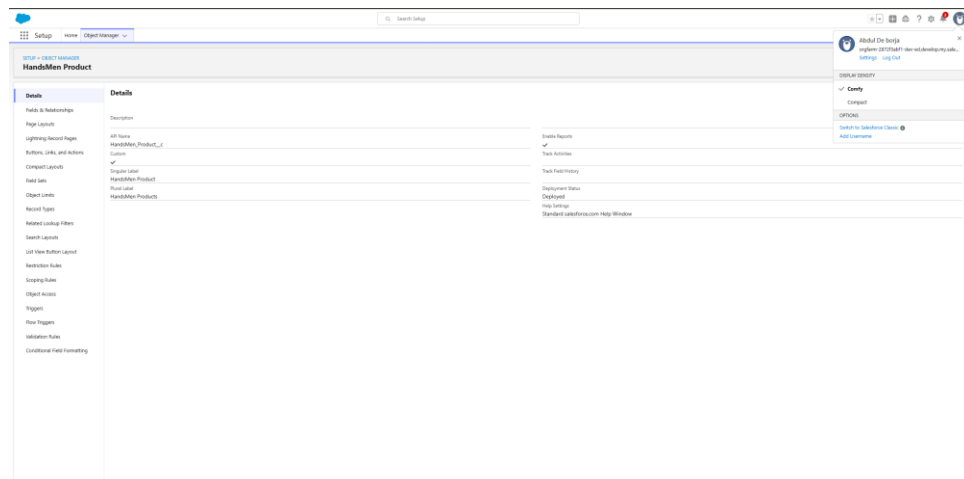 Search Setup
Setup
Home
Object Manager
Abdul De borja
Settings Log Out
DISPLAY DENSITY
Comfy
Compact
OPTIONS
Switch to Salesforce Classic
Add Username
SETUP > OBJECT MANAGER
HandsMen Product
Details
Fields & Relationships
Page Layouts
Lightning Record Pages
Buttons, Links, and Actions
Compact Layouts
Field Sets
Object Limits
Record Types
Related Lookup Filters
Search Layouts
List View Button Layout
Restriction Rules
Scoping Rules
Object Access
Triggers
Flow Triggers
Validation Rules
Conditional Field Formatting
Details
Description
API Name
HandsMen_Product__c
Custom
Singular Label
HandsMen Product
Plural Label
HandsMen Products
Enable Reports
Track Activities
Track Field History
Deployment Status
Deployed
Help Settings
Standard salesforce.com Help Window